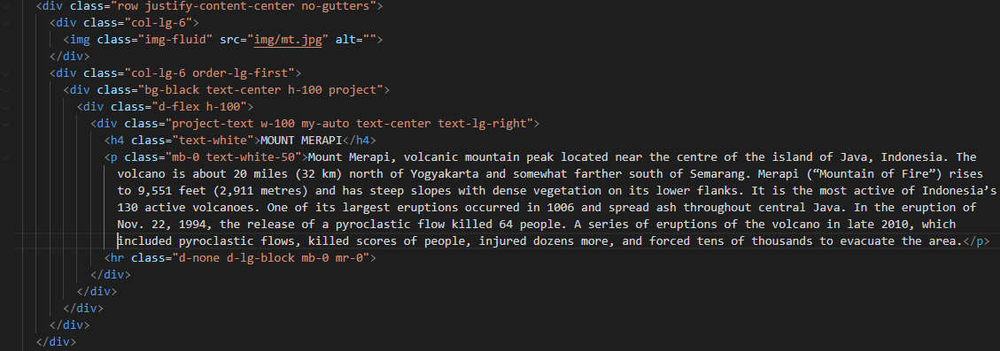 <div class="row justify-content-center no-gutters">
<div class="col-lg-6">
<img class="img-fluid" src="img/mt.jpg" alt="">
</div>
<div class="col-lg-6 order-lg-first">
<div class="bg-black text-center h-100 project">
<div class="d-flex h-100">
<div class="project-text w-100 my-auto text-center text-lg-right">
<h4 class="text-white">MOUNT MERAPI</h4>
<p class="mb-0 text-white-50">Mount Merapi, volcanic mountain peak located near the centre of the island of Java, Indonesia. The
volcano is about 20 miles (32 km) north of Yogyakarta and somewhat farther south of Semarang. Merapi (“Mountain of Fire”) rises
to 9,551 feet (2,911 metres) and has steep slopes with dense vegetation on its lower flanks. It is the most active of Indonesia’s
130 active volcanoes. One of its largest eruptions occurred in 1006 and spread ash throughout central Java. In the eruption of
Nov. 22, 1994, the release of a pyroclastic flow killed 64 people. A series of eruptions of the volcano in late 2010, which
included pyroclastic flows, killed scores of people, injured dozens more, and forced tens of thousands to evacuate the area.</p>
<hr class="d-none d-lg-block mb-0 mr-0">
</div>
</div>
</div>
</div>
</div>